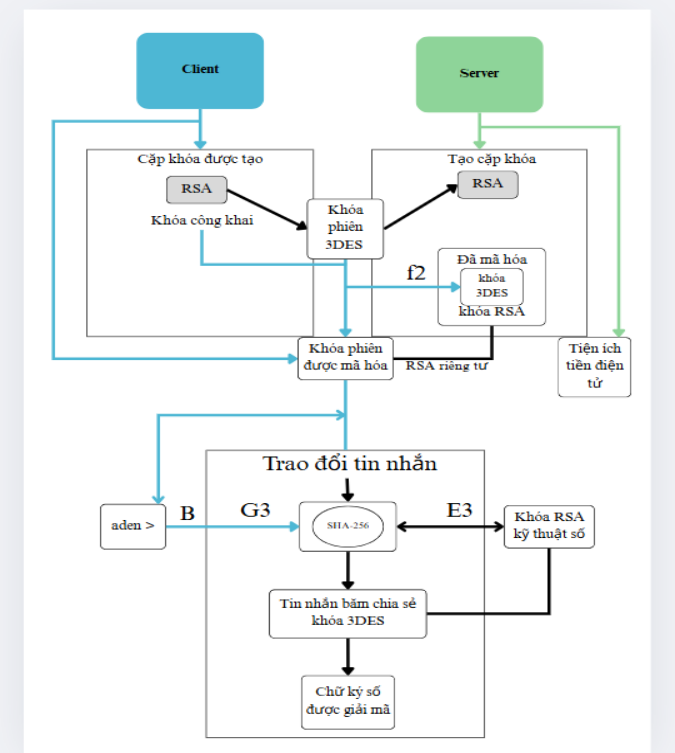 Client
Server
Cặp khóa được tạo
Tạo cặp khóa
RSA
RSA
Khóa công khai
Khóa
phiên
3DES
Đã mã hóa
khóa
3DES
khóa RSA
f2
Khóa phiên
được mã hóa
RSA riêng tư
Tiện ích
tiền điện
tử
Trao đổi tin nhắn
aden >
B
G3
SHA-256
E3
Khóa RSA
kỹ thuật số
Tin nhắn băm chia sẻ
khóa 3DES
Chữ ký số
được giải mã